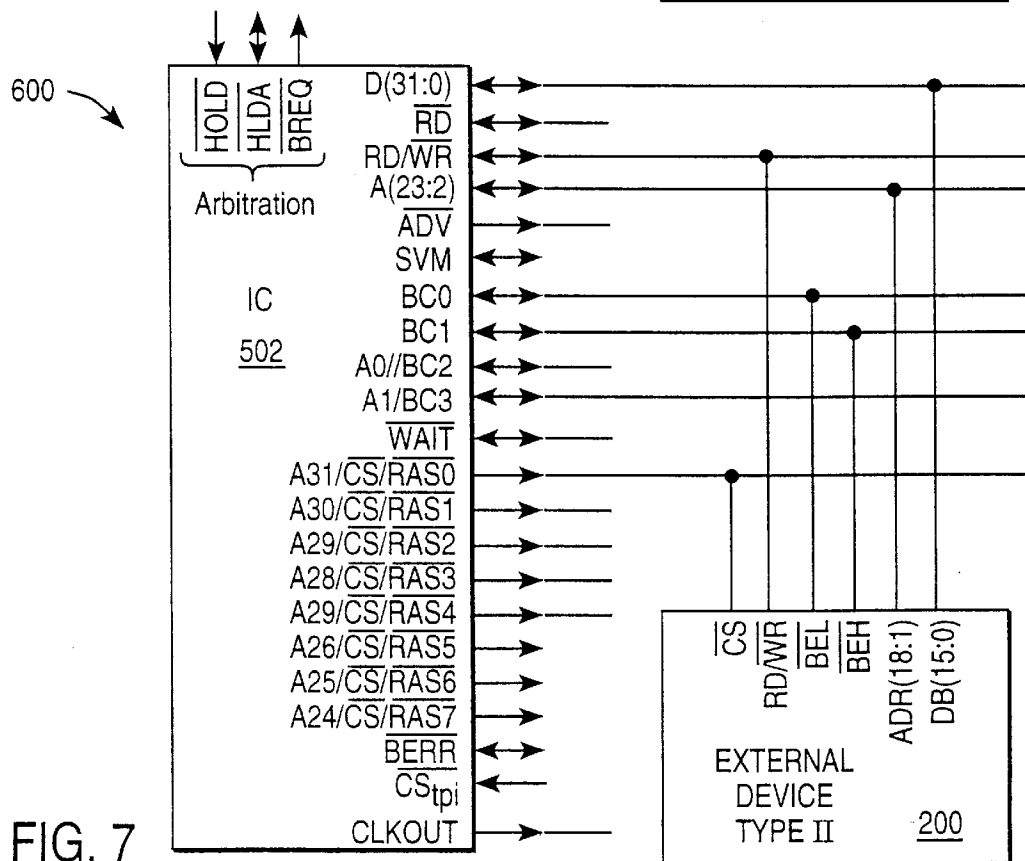 600
HOLD
HLDA
BREQ
Arbitration
IC
502
D(31:0)
RD
RD/WR
A(23:2)
ADV
SVM
BC0
BC1
A0//BC2
A1/BC3
WAIT
A31/CS/RAS0
A30/CS/RAS1
A29/CS/RAS2
A28/CS/RAS3
A29/CS/RAS4
A26/CS/RAS5
A25/CS/RAS6
A24/CS/RAS7
BERR
CStpi
CLKOUT
CS
RD/WR
BEL
BEH
ADR(18:1)
DB(15:0)
EXTERNAL
DEVICE
TYPE II
200
FIG. 7